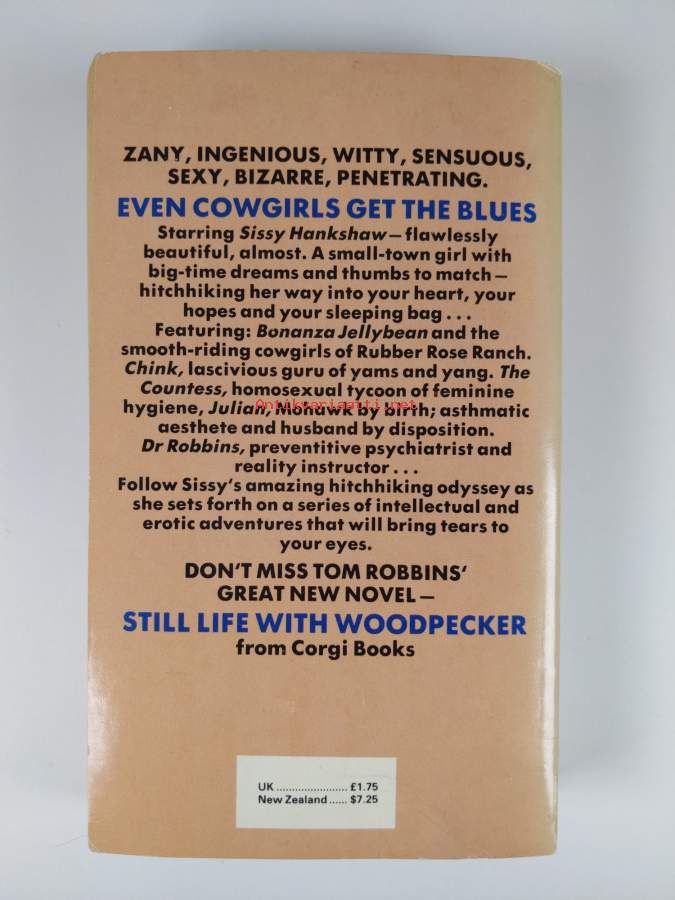 ZANY, INGENIOUS, WITTY, SENSUOUS,
SEXY, BIZARRE, PENETRATING.
EVEN COWGIRLS GET THE BLUES
Starring Sissy Hankshaw—flawlessly
beautiful, almost. A small-town girl with
big-time dreams and thumbs to match—
hitchhiking her way into your heart, your
hopes and your sleeping bag . . .
Featuring: Bonanza Jellybean and the
smooth-riding cowgirls of Rubber Rose Ranch.
Chink, lascivious guru of yams and yang. The
Countess, homosexual tycoon of feminine
hygiene, Julian, Mohawk by birth; asthmatic
Antikvariaatti.net
aesthete and husband by disposition.
Dr Robbins, preventitive psychiatrist and
reality instructor . . .
Follow Sissy's amazing hitchhiking odyssey as
she sets forth on a series of intellectual and
erotic adventures that will bring tears to
your eyes.
DON'T MISS TOM ROBBINS'
GREAT NEW NOVEL—
STILL LIFE WITH WOODPECKER
from Corgi Books
UK ....................... £1.75
New Zealand ...... $7.25